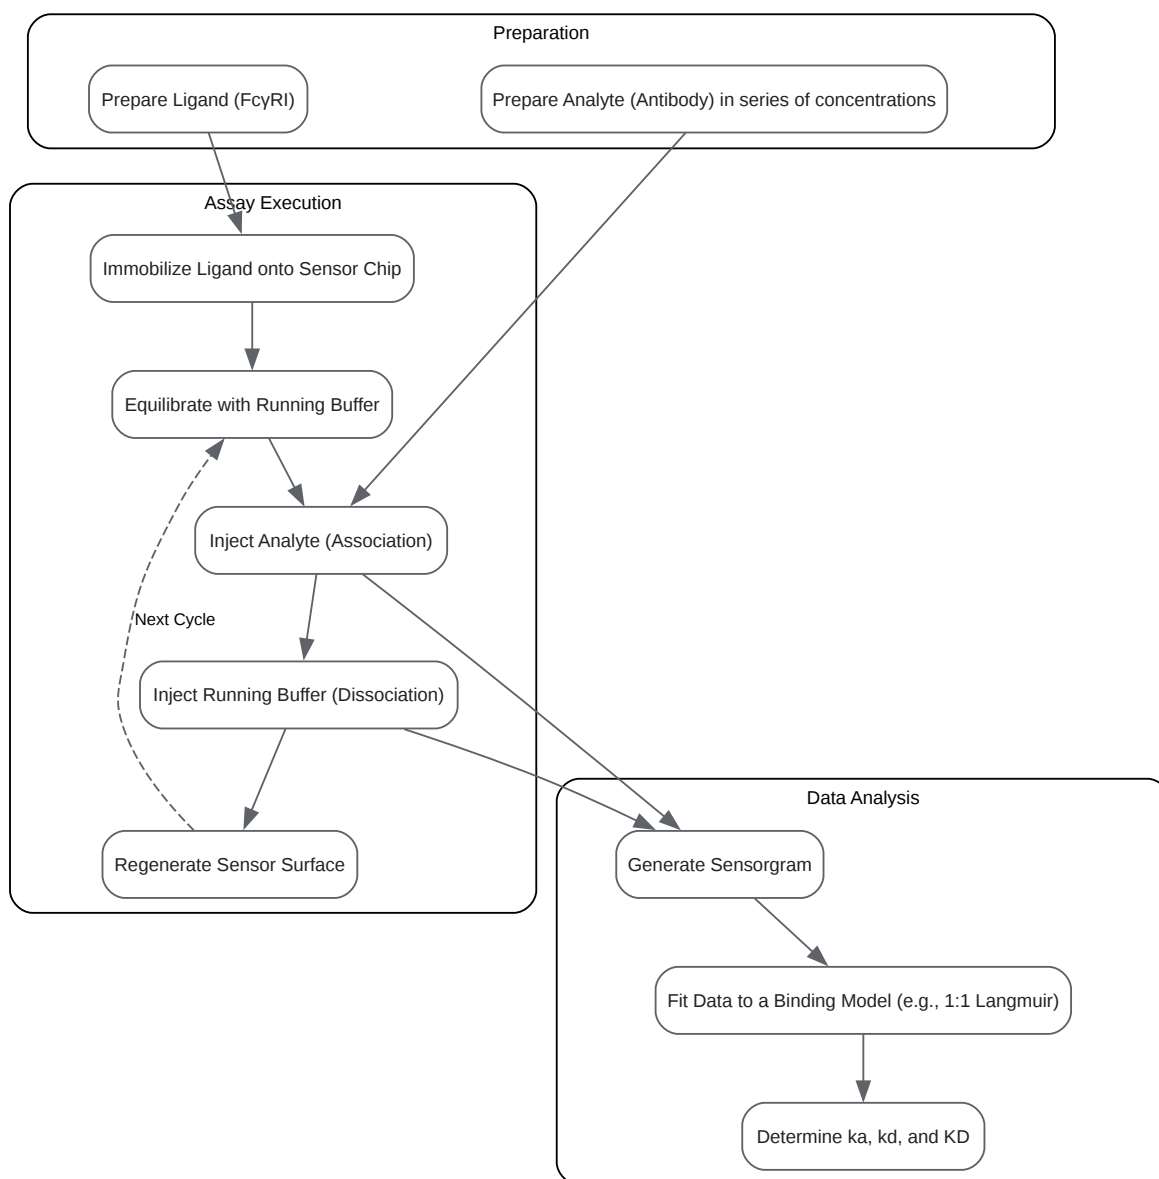 Preparation
Prepare Ligand (FcγRI)
Prepare Analyte (Antibody) in series of concentrations
Assay Execution
Immobilize Ligand onto Sensor Chip
Equilibrate with Running Buffer
Inject Analyte (Association)
Next Cycle
Inject Running Buffer (Dissociation)
Regenerate Sensor Surface
Data Analysis
Generate Sensorgram
Fit Data to a Binding Model (e.g., 1:1 Langmuir)
Determine ka, kd, and KD